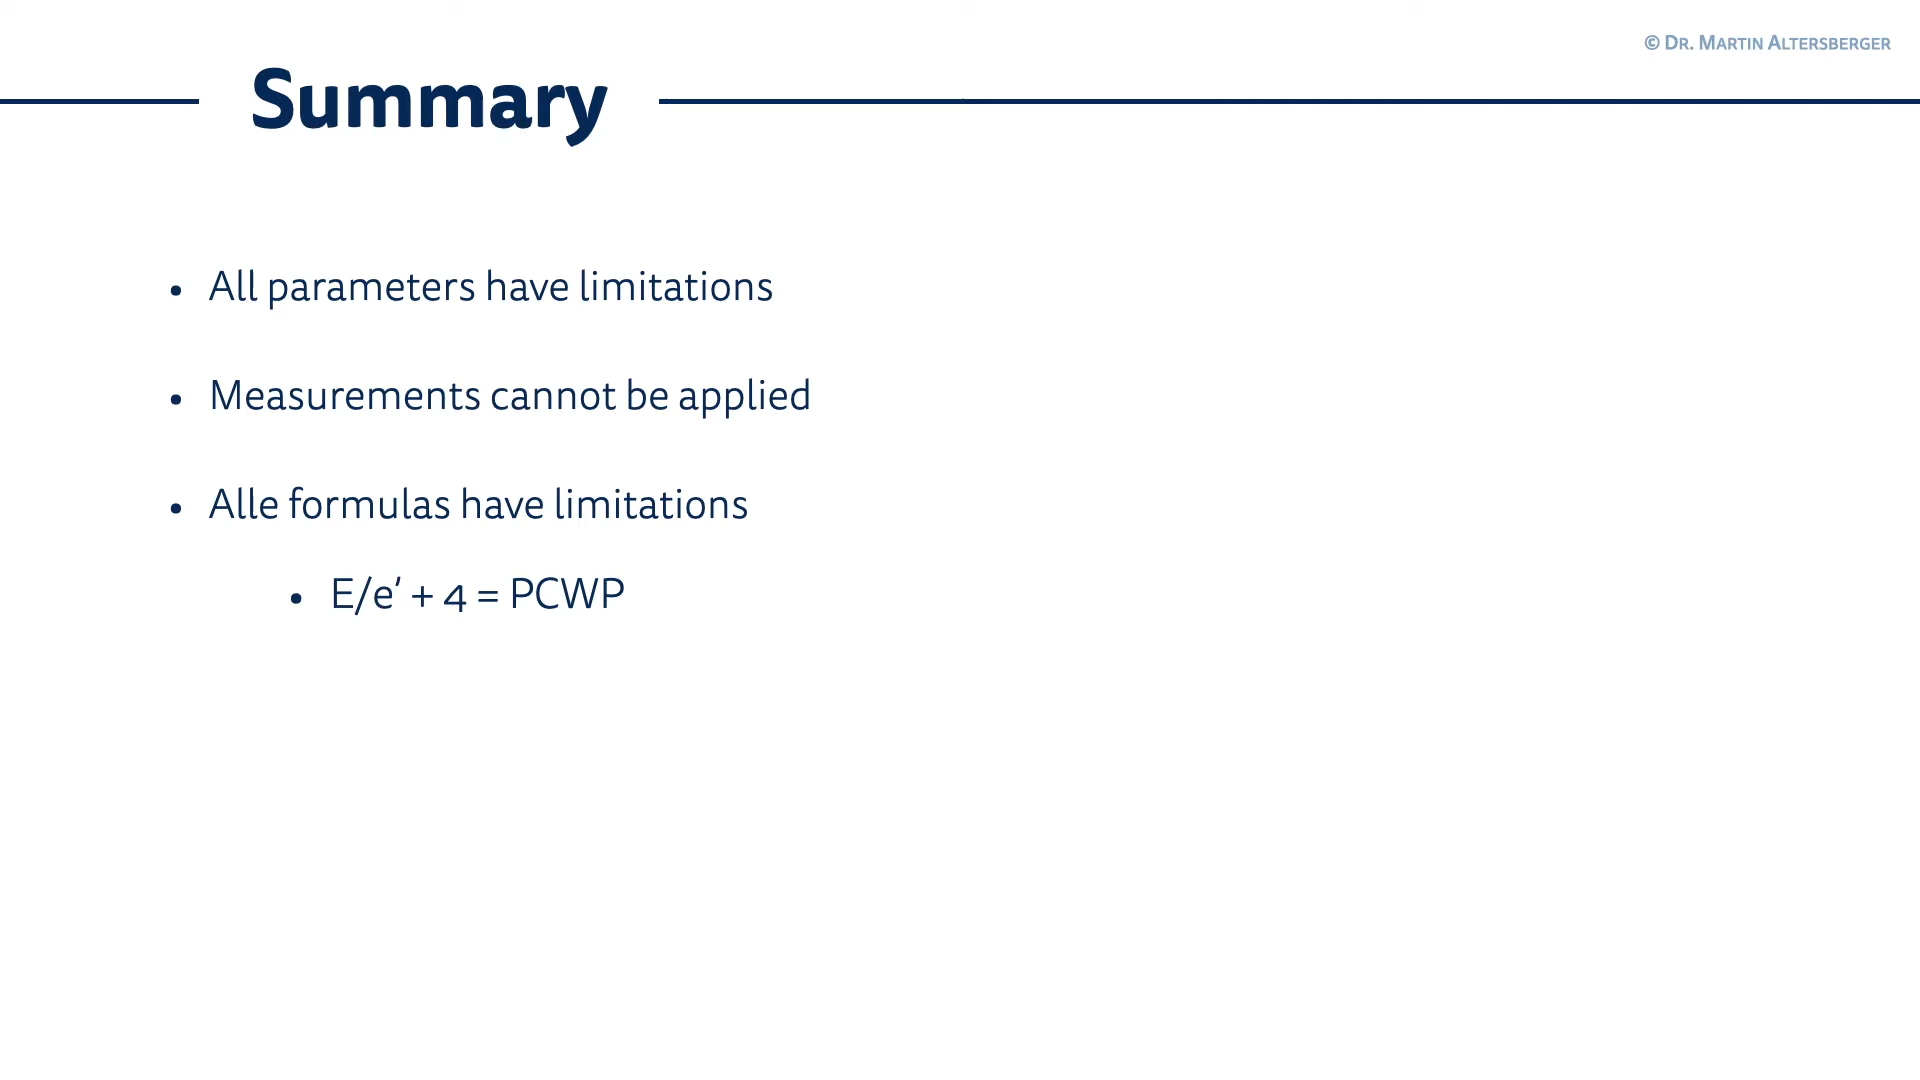 © Dr. Martin Altersberger
Summary
• All parameters have limitations
• Measurements cannot be applied
• Alle formulas have limitations
• E/e’ + 4 = PCWP